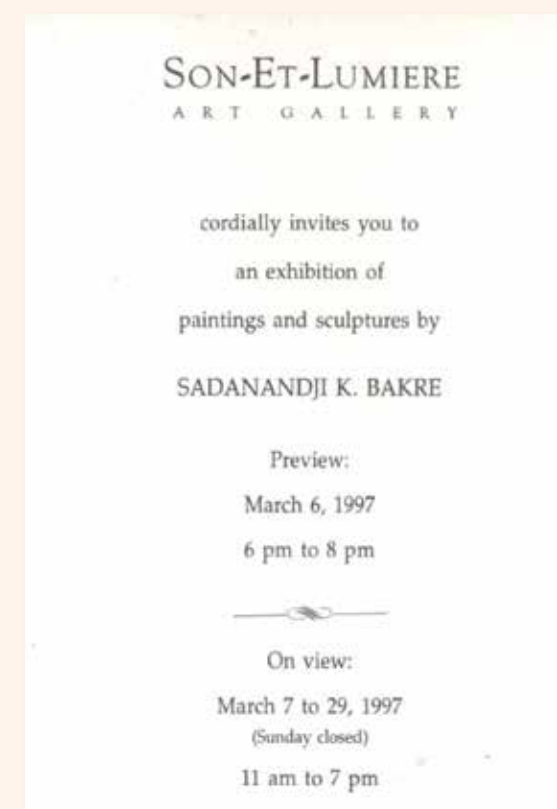 SON-ET-LUMIERE
ART GALLERY
cordially invites you to
an exhibition of
paintings and sculptures by
SADANANDJI K. BAKRE
Preview:
March 6, 1997
6 pm to 8 pm
On view:
March 7 to 29, 1997
(Sunday closed)
11 am to 7 pm